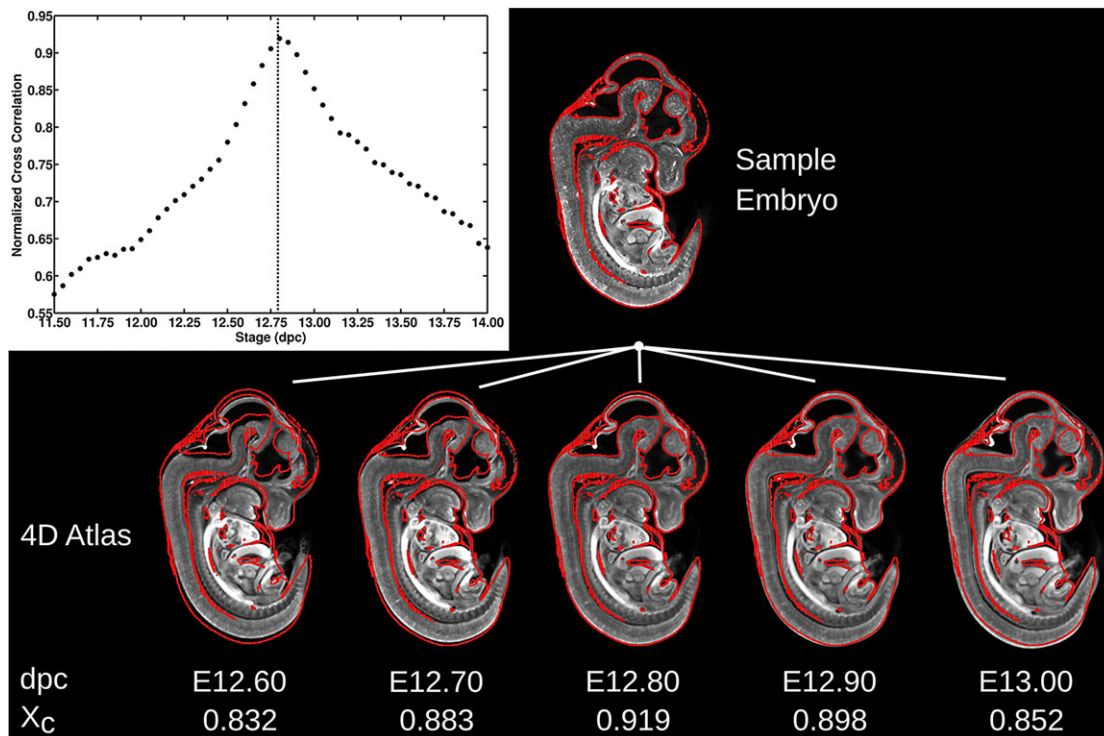 0.95
0.9
0.85
0.8
0.75
0.7
0.65
0.6
0.55
Normalized Cross Correlation
11.50 11.75 12.00 12.25 12.50 12.75 13.00 13.25 13.50 13.75 14.00
Stage (dpc)
Sample
Embryo
4D Atlas
dpc E12.60 E12.70 E12.80 E12.90 E13.00
XC 0.832 0.883 0.919 0.898 0.852